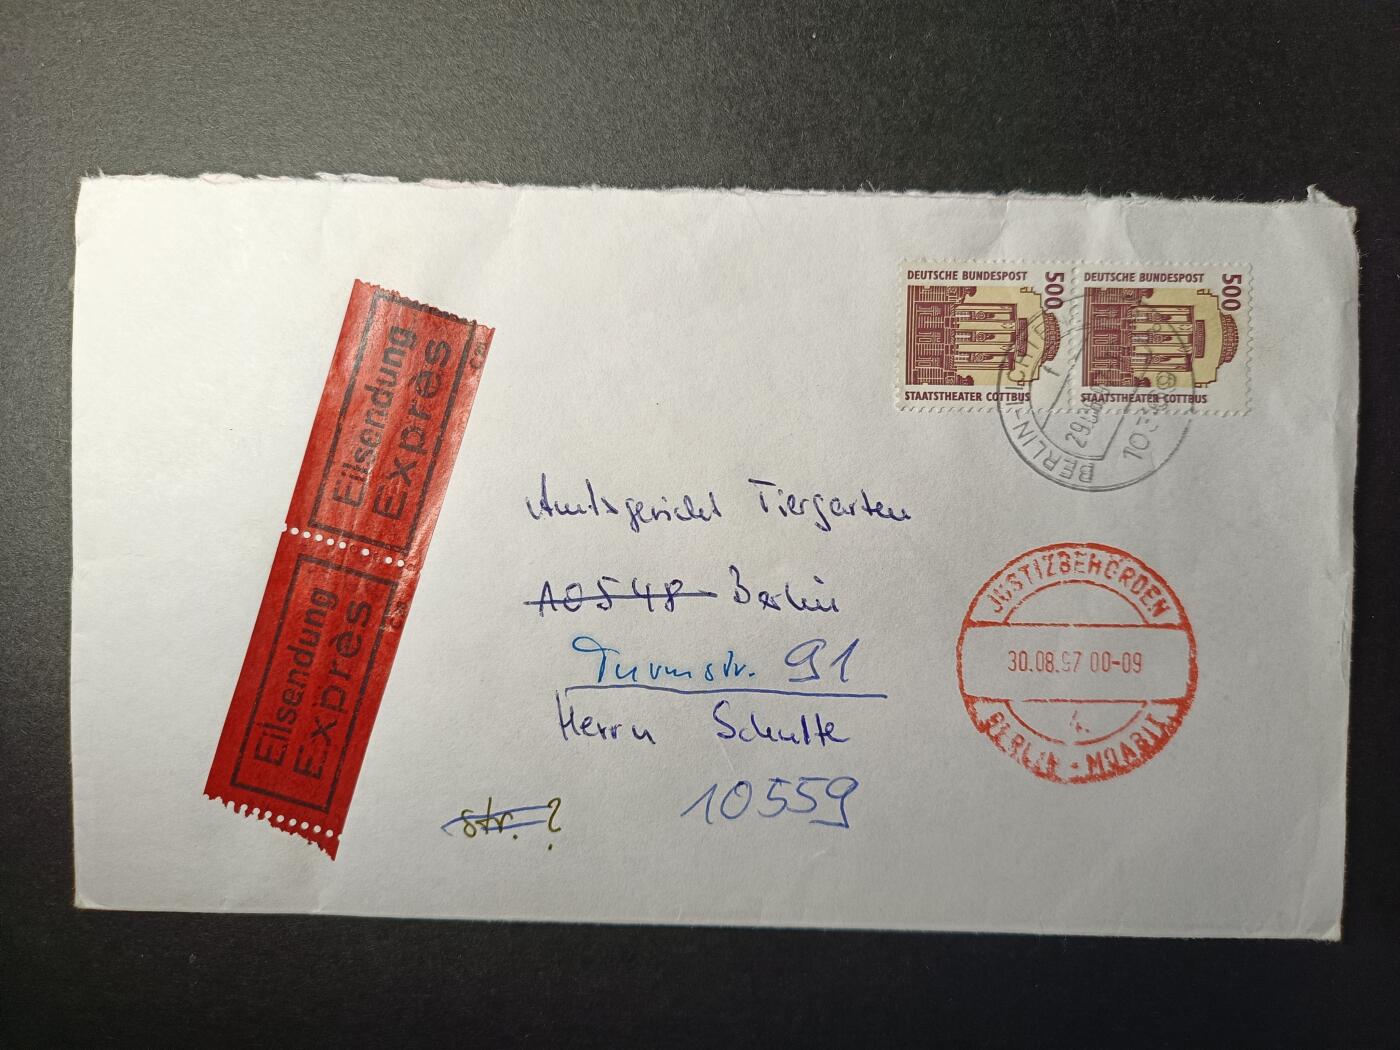 DEUTSCHE BUNDESPOST 500
STAATSTHEATER COTTBUS
DEUTSCHE BUNDESPOST 500
STAATSTHEATER COTTBUS
BERLIN
Eilsendung
Exprès
Eilsendung
Exprès
Amtsgericht Tiergarten
10548 Berlin
Turmstr. 91
Herrn Schulte
10559
str. ?
JUSTIZBEHÖRDEN
30.08.97 00-09
4.
BERLIN - MOABIT